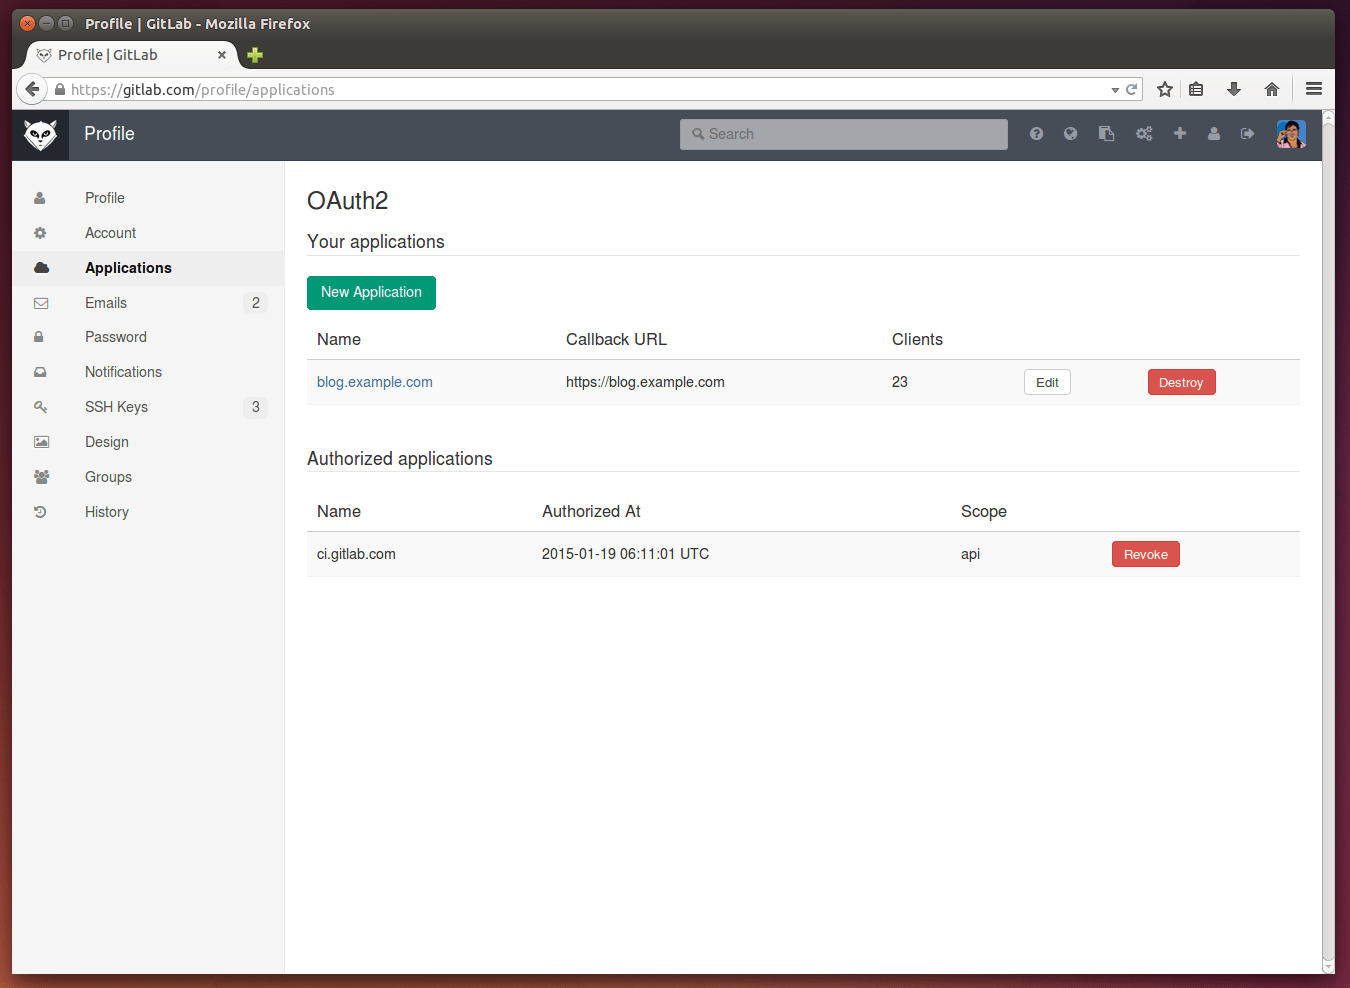 Profile | GitLab - Mozilla Firefox
Profile | GitLab
https://gitlab.com/profile/applications
Profile
Search
Profile
Account
Applications
Emails 2
Password
Notifications
SSH Keys 3
Design
Groups
History
OAuth2
Your applications
New Application
Name Callback URL Clients
blog.example.com https://blog.example.com 23 Edit Destroy
Authorized applications
Name Authorized At Scope
ci.gitlab.com 2015-01-19 06:11:01 UTC api Revoke